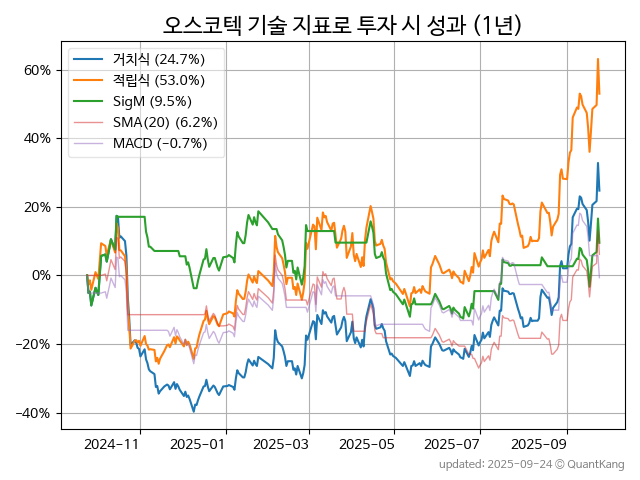 오스코텍 기술 지표로 투자 시 성과 (1년)
거치식 (24.7%)
적립식 (53.0%)
SigM (9.5%)
SMA(20) (6.2%)
MACD (−0.7%)
60%
40%
20%
0%
−20%
−40%
2024-11 2025-01 2025-03 2025-05 2025-07 2025-09
updated: 2025-09-24 © QuantKang